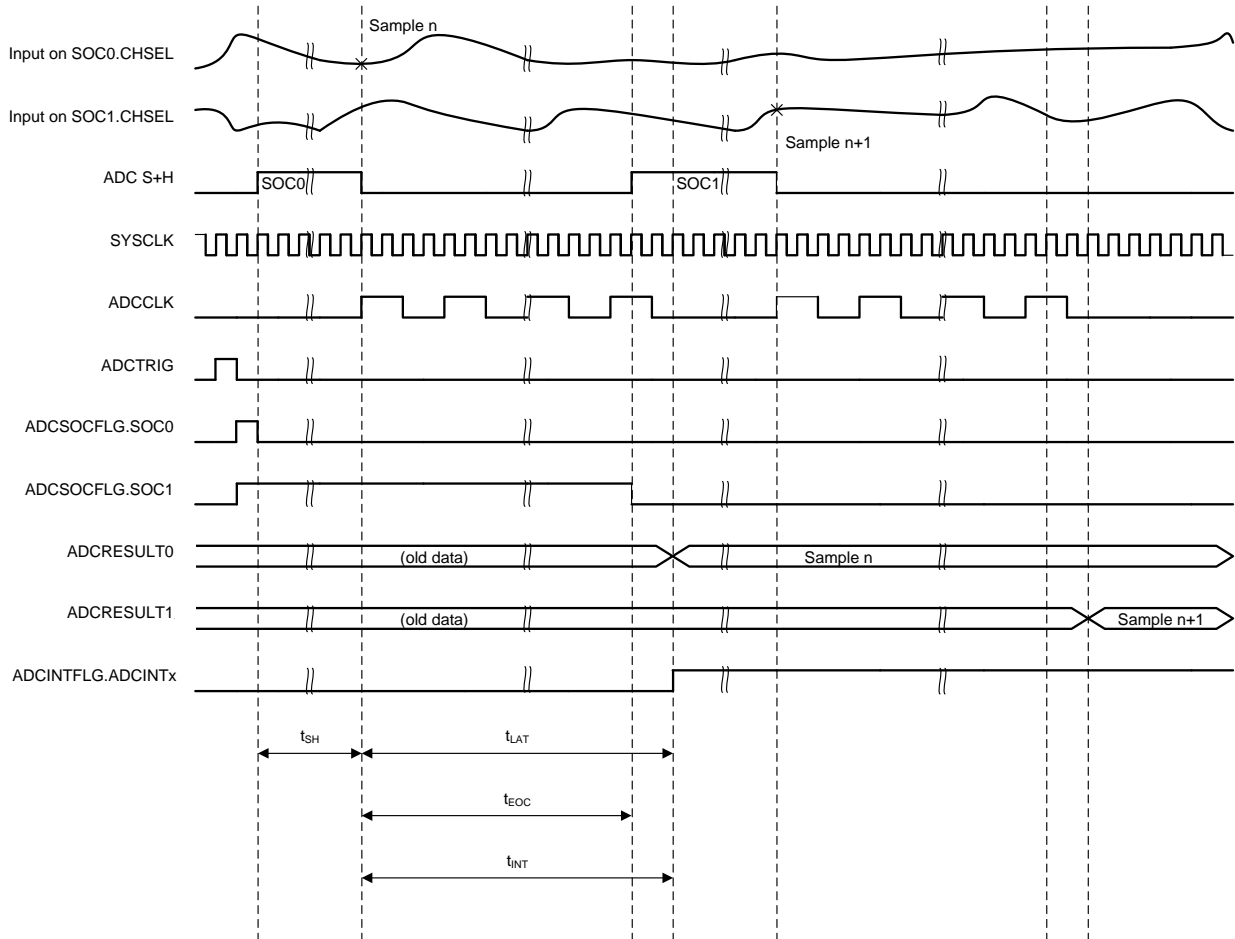 Sample n
Input on SOC0.CHSEL
Input on SOC1.CHSEL
Sample n+1
ADC S+H
SOC0
SOC1
SYSCLK
ADCCLK
ADCTRIG
ADCSOCFLG.SOC0
ADCSOCFLG.SOC1
ADCRESULT0
(old data)
Sample n
ADCRESULT1
(old data)
Sample n+1
ADCINTFLG.ADCINTx
tSH
tLAT
tEOC
tINT